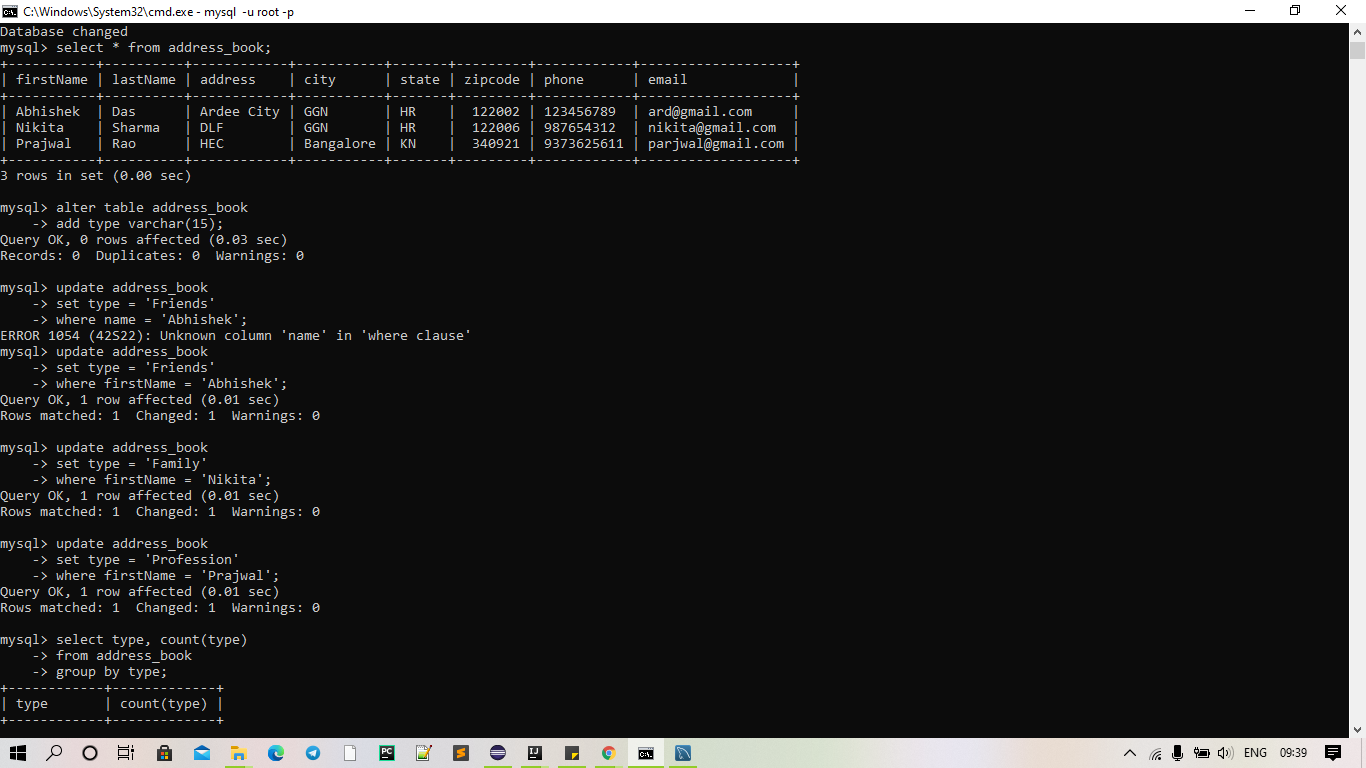 C:\Windows\System32\cmd.exe - mysql  -u root -p
Database changed
mysql> select * from address_book;
+-----------+----------+------------+-----------+-------+---------+------------+-------------------+
| firstName | lastName | address    | city      | state | zipcode | phone      | email             |
+-----------+----------+------------+-----------+-------+---------+------------+-------------------+
| Abhishek  | Das      | Ardee City | GGN       | HR    |  122002 | 123456789  | ard@gmail.com     |
| Nikita    | Sharma   | DLF        | GGN       | HR    |  122006 | 987654312  | nikita@gmail.com  |
| Prajwal   | Rao      | HEC        | Bangalore | KN    |  340921 | 9373625611 | parjwal@gmail.com |
+-----------+----------+------------+-----------+-------+---------+------------+-------------------+
3 rows in set (0.00 sec)
mysql> alter table address_book
    -> add type varchar(15);
Query OK, 0 rows affected (0.03 sec)
Records: 0  Duplicates: 0  Warnings: 0
mysql> update address_book
    -> set type = 'Friends'
    -> where name = 'Abhishek';
ERROR 1054 (42S22): Unknown column 'name' in 'where clause'
mysql> update address_book
    -> set type = 'Friends'
    -> where firstName = 'Abhishek';
Query OK, 1 row affected (0.01 sec)
Rows matched: 1  Changed: 1  Warnings: 0
mysql> update address_book
    -> set type = 'Family'
    -> where firstName = 'Nikita';
Query OK, 1 row affected (0.01 sec)
Rows matched: 1  Changed: 1  Warnings: 0
mysql> update address_book
    -> set type = 'Profession'
    -> where firstName = 'Prajwal';
Query OK, 1 row affected (0.01 sec)
Rows matched: 1  Changed: 1  Warnings: 0
mysql> select type, count(type)
    -> from address_book
    -> group by type;
+------------+-------------+
| type       | count(type) |
+------------+-------------+
PC
IJ
C:\.
ENG
09:39